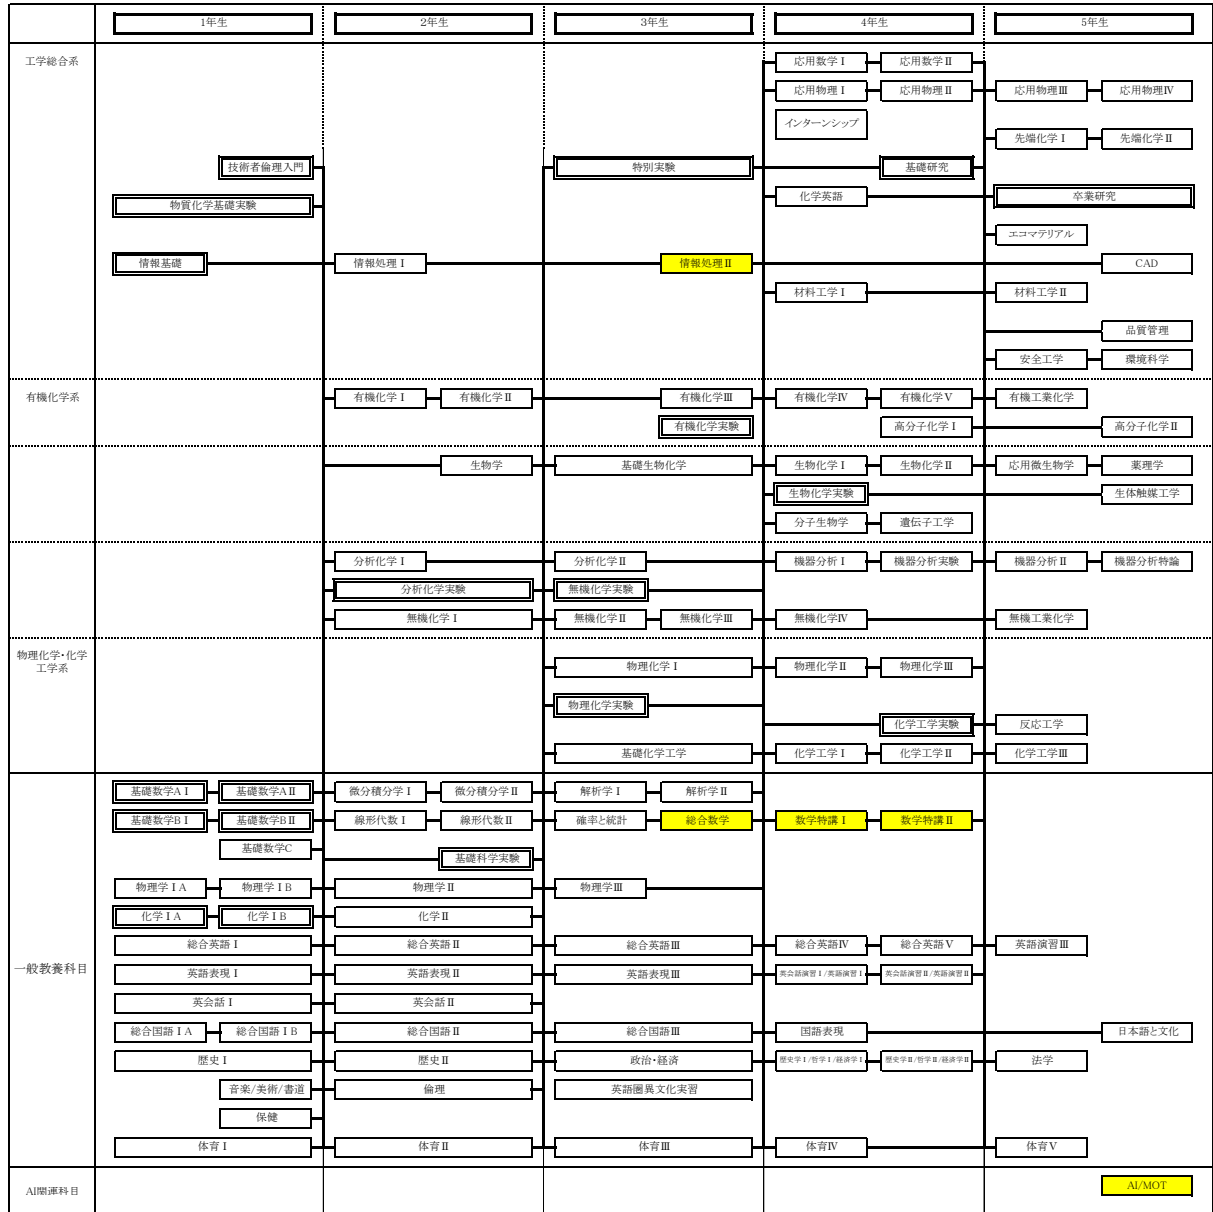 1年生 2年生 3年生 4年生 5年生
工学総合系 応用数学Ⅰ 応用数学Ⅱ
応用物理Ⅰ 応用物理Ⅱ 応用物理Ⅲ 応用物理Ⅳ
インターンシップ
先端化学Ⅰ 先端化学Ⅱ
技術者倫理入門 特別実験 基礎研究
化学英語 卒業研究
物質化学基礎実験
エコマテリアル
情報基礎 情報処理Ⅰ 情報処理Ⅱ CAD
材料工学Ⅰ 材料工学Ⅱ
品質管理
安全工学 環境科学
有機化学系 有機化学Ⅰ 有機化学Ⅱ 有機化学Ⅲ 有機化学Ⅳ 有機化学Ⅴ 有機工業化学
有機化学実験 高分子化学Ⅰ 高分子化学Ⅱ
生物学 基礎生物化学 生物化学Ⅰ 生物化学Ⅱ 応用微生物学 薬理学
生物化学実験 生体触媒工学
分子生物学 遺伝子工学
分析化学Ⅰ 分析化学Ⅱ 機器分析Ⅰ 機器分析実験 機器分析Ⅱ 機器分析特論
分析化学実験 無機化学実験
無機化学Ⅰ 無機化学Ⅱ 無機化学Ⅲ 無機化学Ⅳ 無機工業化学
物理化学・化学
工学系
物理化学Ⅰ 物理化学Ⅱ 物理化学Ⅲ
物理化学実験
化学工学実験 反応工学
基礎化学工学 化学工学Ⅰ 化学工学Ⅱ 化学工学Ⅲ
基礎数学AⅠ 基礎数学AⅡ 微分積分学Ⅰ 微分積分学Ⅱ 解析学Ⅰ 解析学Ⅱ
基礎数学BⅠ 基礎数学BⅡ 線形代数Ⅰ 線形代数Ⅱ 確率と統計 総合数学 数学特講Ⅰ 数学特講Ⅱ
基礎数学C
基礎科学実験
物理学ⅠA 物理学ⅠB 物理学Ⅱ 物理学Ⅲ
化学ⅠA 化学ⅠB 化学Ⅱ
総合英語Ⅰ 総合英語Ⅱ 総合英語Ⅲ 総合英語Ⅳ 総合英語Ⅴ 英語演習Ⅲ
一般教養科目 英語表現Ⅰ 英語表現Ⅱ 英語表現Ⅲ 英会話演習Ⅰ/英語演習Ⅰ 英会話演習Ⅱ/英語演習Ⅱ
英会話Ⅰ 英会話Ⅱ
総合国語ⅠA 総合国語ⅠB 総合国語Ⅱ 総合国語Ⅲ 国語表現 日本語と文化
歴史Ⅰ 歴史Ⅱ 政治・経済 歴史学Ⅰ/哲学Ⅰ/経済学Ⅰ 歴史学Ⅱ/哲学Ⅱ/経済学Ⅱ 法学
音楽/美術/書道 倫理 英語圏異文化実習
保健
体育Ⅰ 体育Ⅱ 体育Ⅲ 体育Ⅳ 体育Ⅴ
AI関連科目 AI/MOT